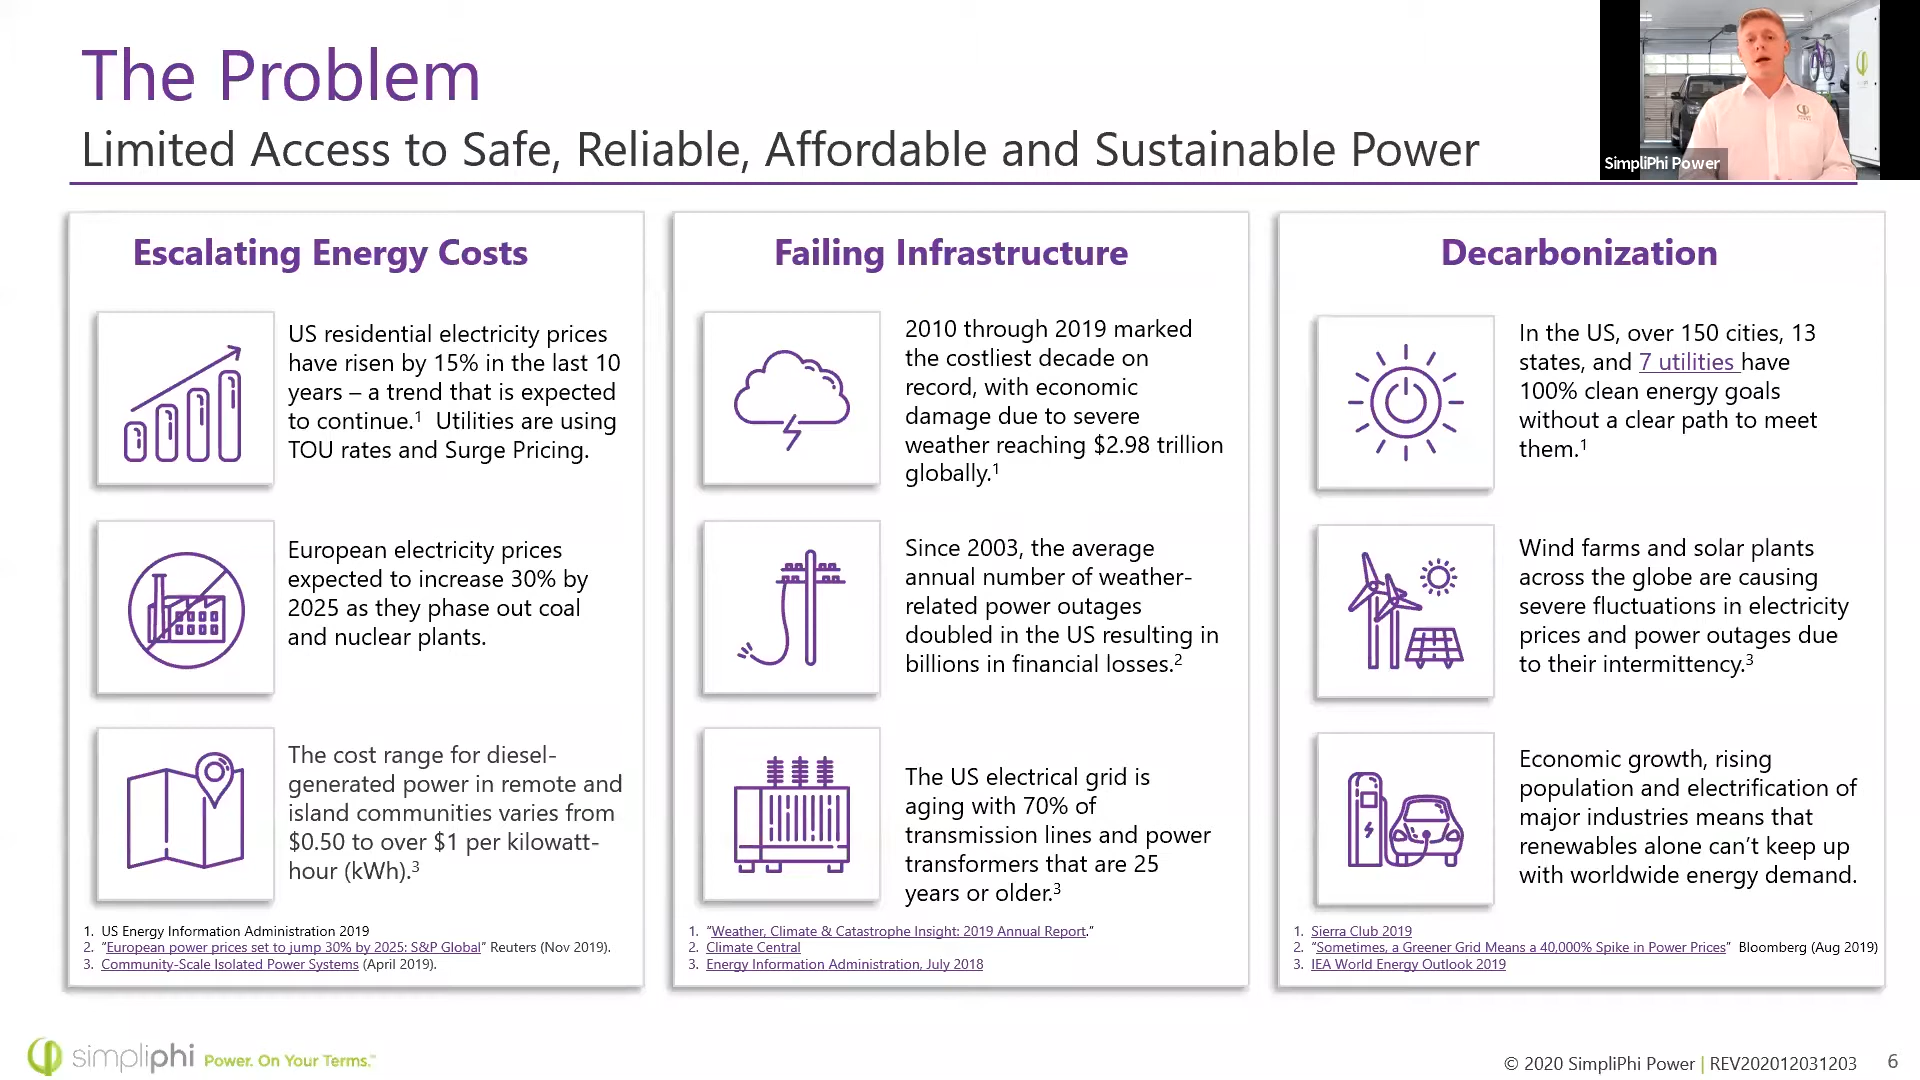 The Problem
Limited Access to Safe, Reliable, Affordable and Sustainable Power
SimpliPhi Power
Escalating Energy Costs
US residential electricity prices
have risen by 15% in the last 10
years – a trend that is expected
to continue.¹ Utilities are using
TOU rates and Surge Pricing.
European electricity prices
expected to increase 30% by
2025 as they phase out coal
and nuclear plants.
The cost range for diesel-
generated power in remote and
island communities varies from
$0.50 to over $1 per kilowatt-
hour (kWh).³
1. US Energy Information Administration 2019
2. “European power prices set to jump 30% by 2025: S&P Global” Reuters (Nov 2019).
3. Community-Scale Isolated Power Systems (April 2019).
Failing Infrastructure
2010 through 2019 marked
the costliest decade on
record, with economic
damage due to severe
weather reaching $2.98 trillion
globally.¹
Since 2003, the average
annual number of weather-
related power outages
doubled in the US resulting in
billions in financial losses.²
The US electrical grid is
aging with 70% of
transmission lines and power
transformers that are 25
years or older.³
1. “Weather, Climate & Catastrophe Insight: 2019 Annual Report.”
2. Climate Central
3. Energy Information Administration, July 2018
Decarbonization
In the US, over 150 cities, 13
states, and 7 utilities have
100% clean energy goals
without a clear path to meet
them.¹
Wind farms and solar plants
across the globe are causing
severe fluctuations in electricity
prices and power outages due
to their intermittency.³
Economic growth, rising
population and electrification of
major industries means that
renewables alone can’t keep up
with worldwide energy demand.
1. Sierra Club 2019
2. “Sometimes, a Greener Grid Means a 40,000% Spike in Power Prices” Bloomberg (Aug 2019)
3. IEA World Energy Outlook 2019
simpliphi Power. On Your Terms.™
© 2020 SimpliPhi Power | REV202012031203 6